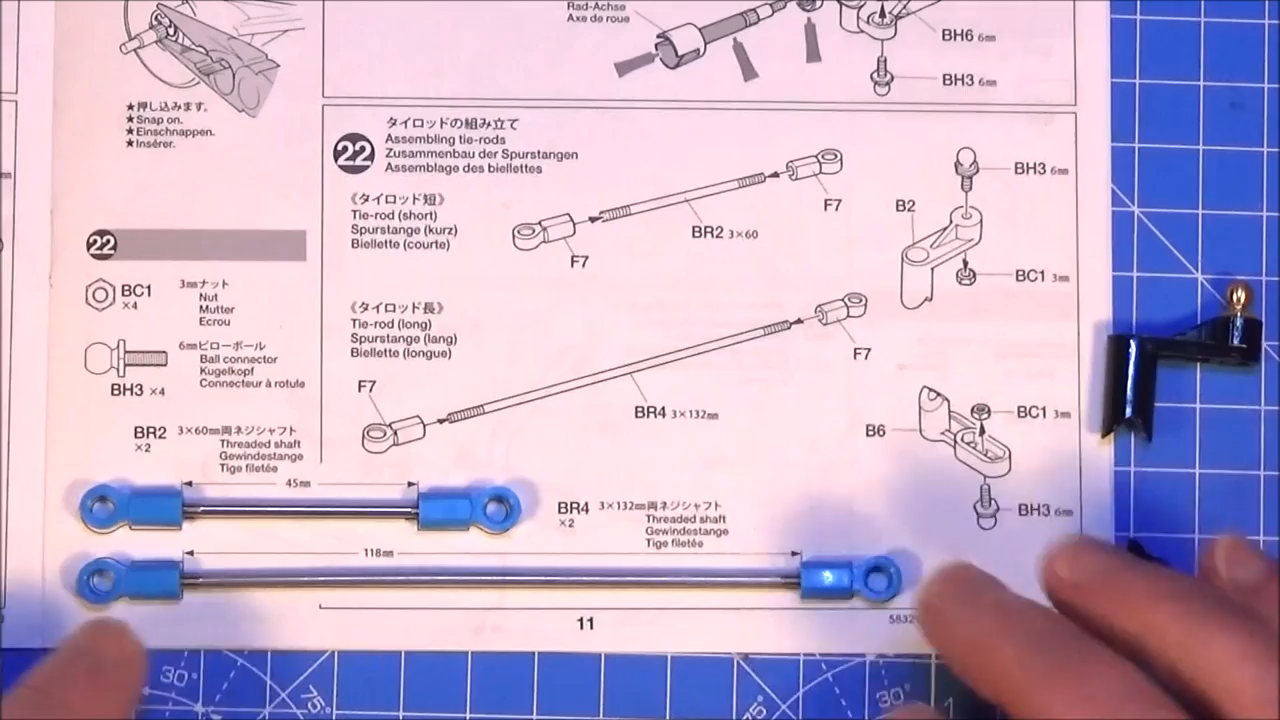 Rad-Achse
Axe de roue
BH6 6㎜
BH3 6㎜
★押し込みます。
★Snap on.
★Einschnappen.
★Insérer.
22
タイロッドの組み立て
Assembling tie-rods
Zusammenbau der Spurstangen
Assemblage des biellettes
《タイロッド短》
Tie-rod (short)
Spurstange (kurz)
Biellette (courte)
F7
BR2 3×60
F7
B2
BH3 6㎜
BC1 3㎜
22
BC1
×4
3㎜ナット
Nut
Mutter
Ecrou
6㎜ピローボール
Ball connector
Kugelkopf
Connecteur à rotule
BH3 ×4
BR2
×2
3×60㎜両ネジシャフト
Threaded shaft
Gewindestange
Tige filetée
《タイロッド長》
Tie-rod (long)
Spurstange (lang)
Biellette (longue)
F7
F7
BR4 3×132㎜
B6
BC1 3㎜
BH3 6㎜
45㎜
BR4
×2
3×132㎜両ネジシャフト
Threaded shaft
Gewindestange
Tige filetée
118㎜
11
30°
75°
75°
30°